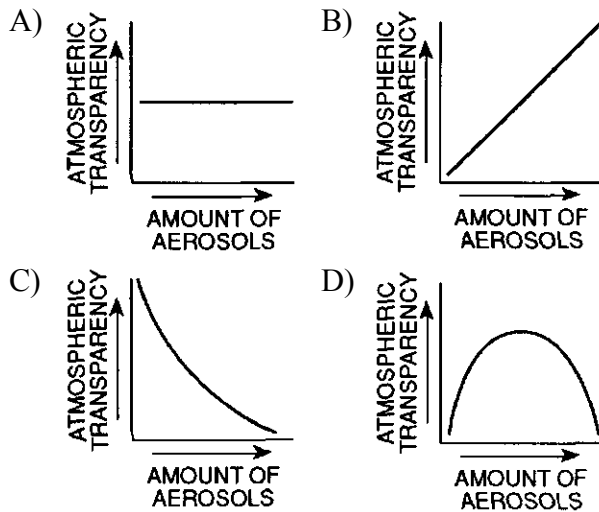 A)
ATMOSPHERIC
TRANSPARENCY
AMOUNT OF
AEROSOLS
B)
ATMOSPHERIC
TRANSPARENCY
AMOUNT OF
AEROSOLS
C)
ATMOSPHERIC
TRANSPARENCY
AMOUNT OF
AEROSOLS
D)
ATMOSPHERIC
TRANSPARENCY
AMOUNT OF
AEROSOLS